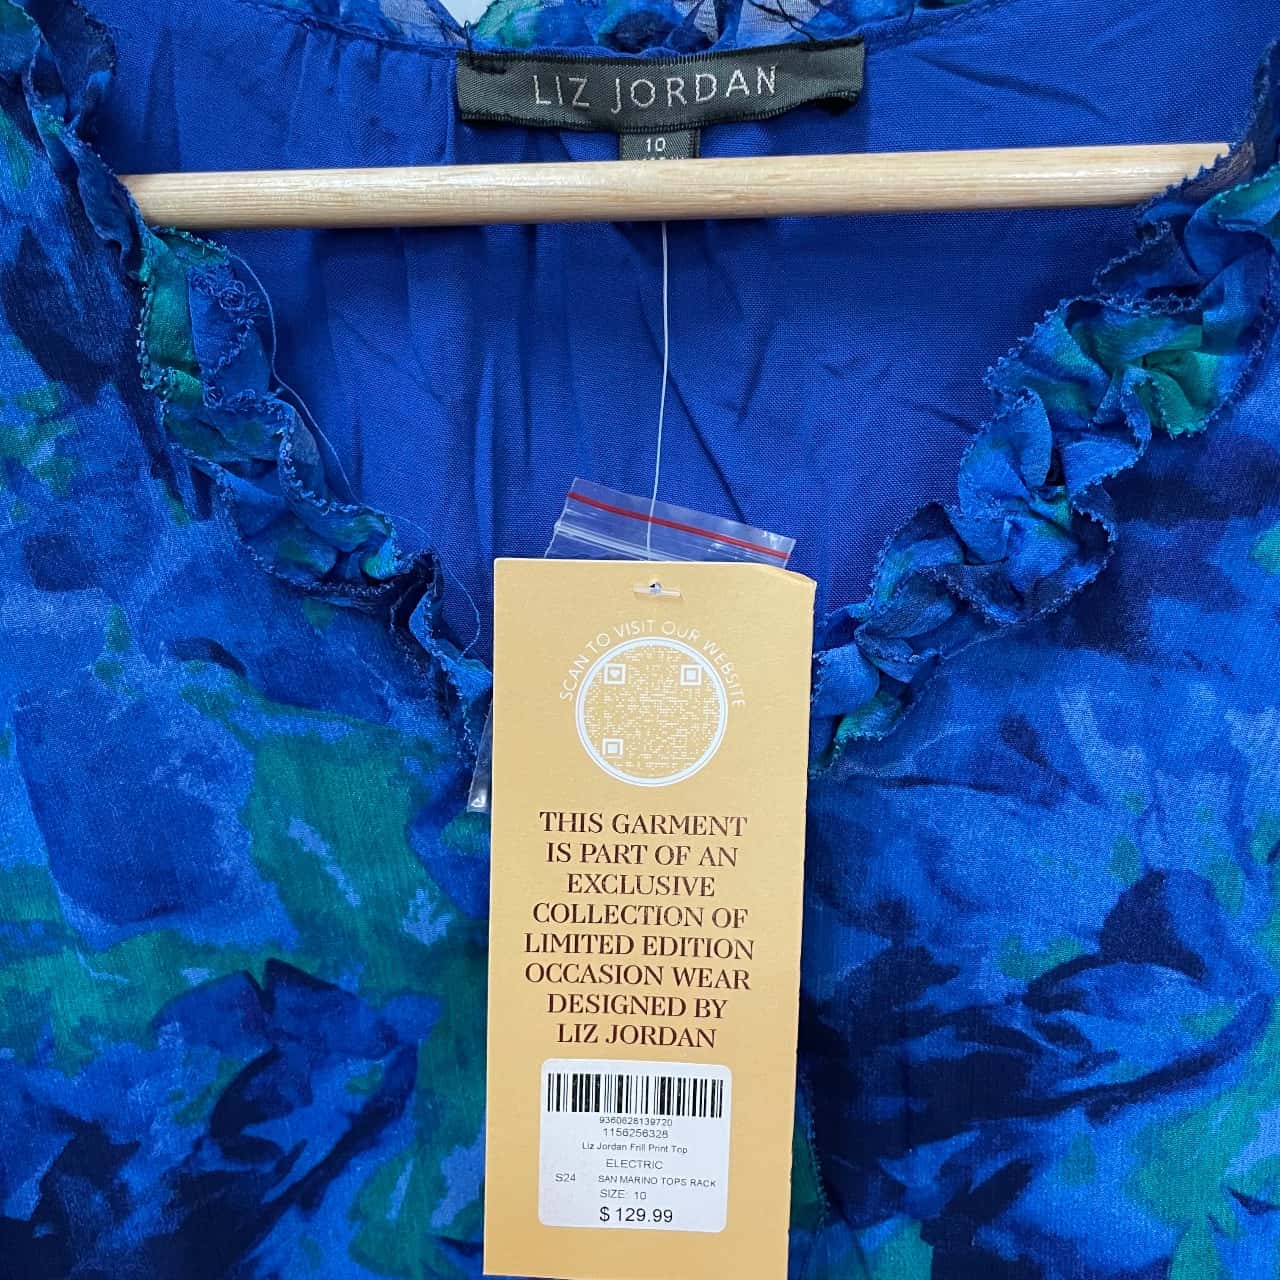 LIZ JORDAN
10
SCAN TO VISIT OUR WEBSITE
THIS GARMENT
IS PART OF AN
EXCLUSIVE
COLLECTION OF
LIMITED EDITION
OCCASION WEAR
DESIGNED BY
LIZ JORDAN
9360628139720
1156256328
Liz Jordan Frill Print Top
ELECTRIC
S24 SAN MARINO TOPS RACK
SIZE: 10
$ 129.99